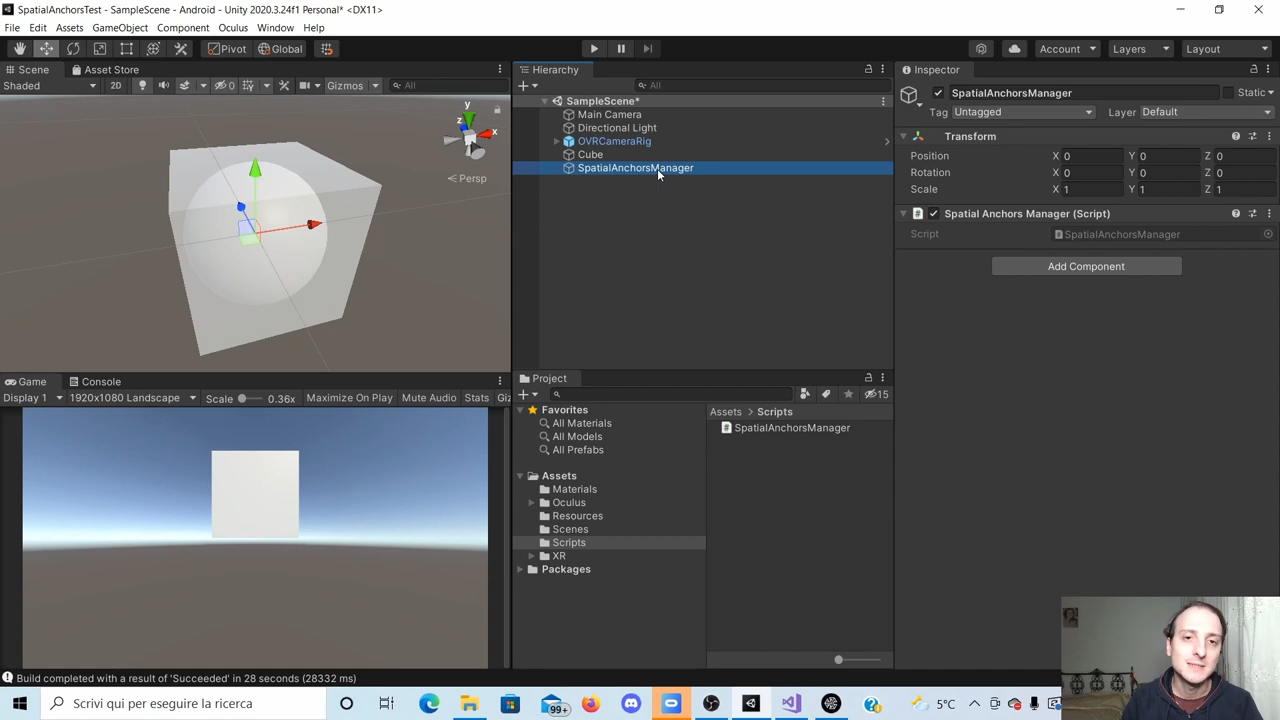 SpatialAnchorsTest - SampleScene - Android - Unity 2020.3.24f1 Personal* <DX11>
File Edit Assets GameObject Component Oculus Window Help
Pivot Global Account Layers Layout
Scene Asset Store
Shaded 2D 0 Gizmos All
y
z
x
Persp
Game Console
Display 1 1920x1080 Landscape Scale 0.36x Maximize On Play Mute Audio Stats Giz
Hierarchy
All
SampleScene*
Main Camera
Directional Light
OVRCameraRig
Cube
SpatialAnchorsManager
Project
15
Favorites
All Materials
All Models
All Prefabs
Assets
Materials
Oculus
Resources
Scenes
Scripts
XR
Packages
Assets > Scripts
SpatialAnchorsManager
Inspector
SpatialAnchorsManager Static
Tag Untagged Layer Default
Transform
Position X 0 Y 0 Z 0
Rotation X 0 Y 0 Z 0
Scale X 1 Y 1 Z 1
Spatial Anchors Manager (Script)
Script SpatialAnchorsManager
Add Component
Build completed with a result of 'Succeeded' in 28 seconds (28332 ms)
Scrivi qui per eseguire la ricerca
99+
5°C